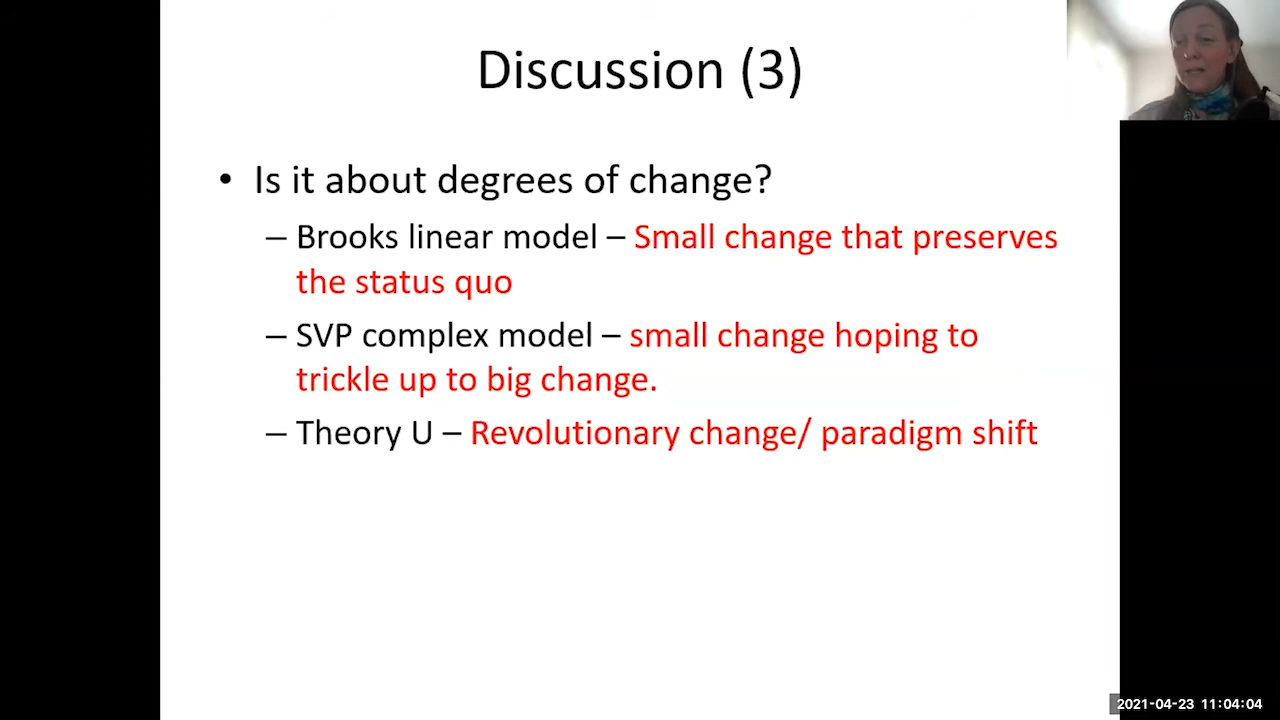 Discussion (3)
• Is it about degrees of change?
– Brooks linear model – Small change that preserves
the status quo
– SVP complex model – small change hoping to
trickle up to big change.
– Theory U – Revolutionary change/ paradigm shift
2021-04-23 11:04:04